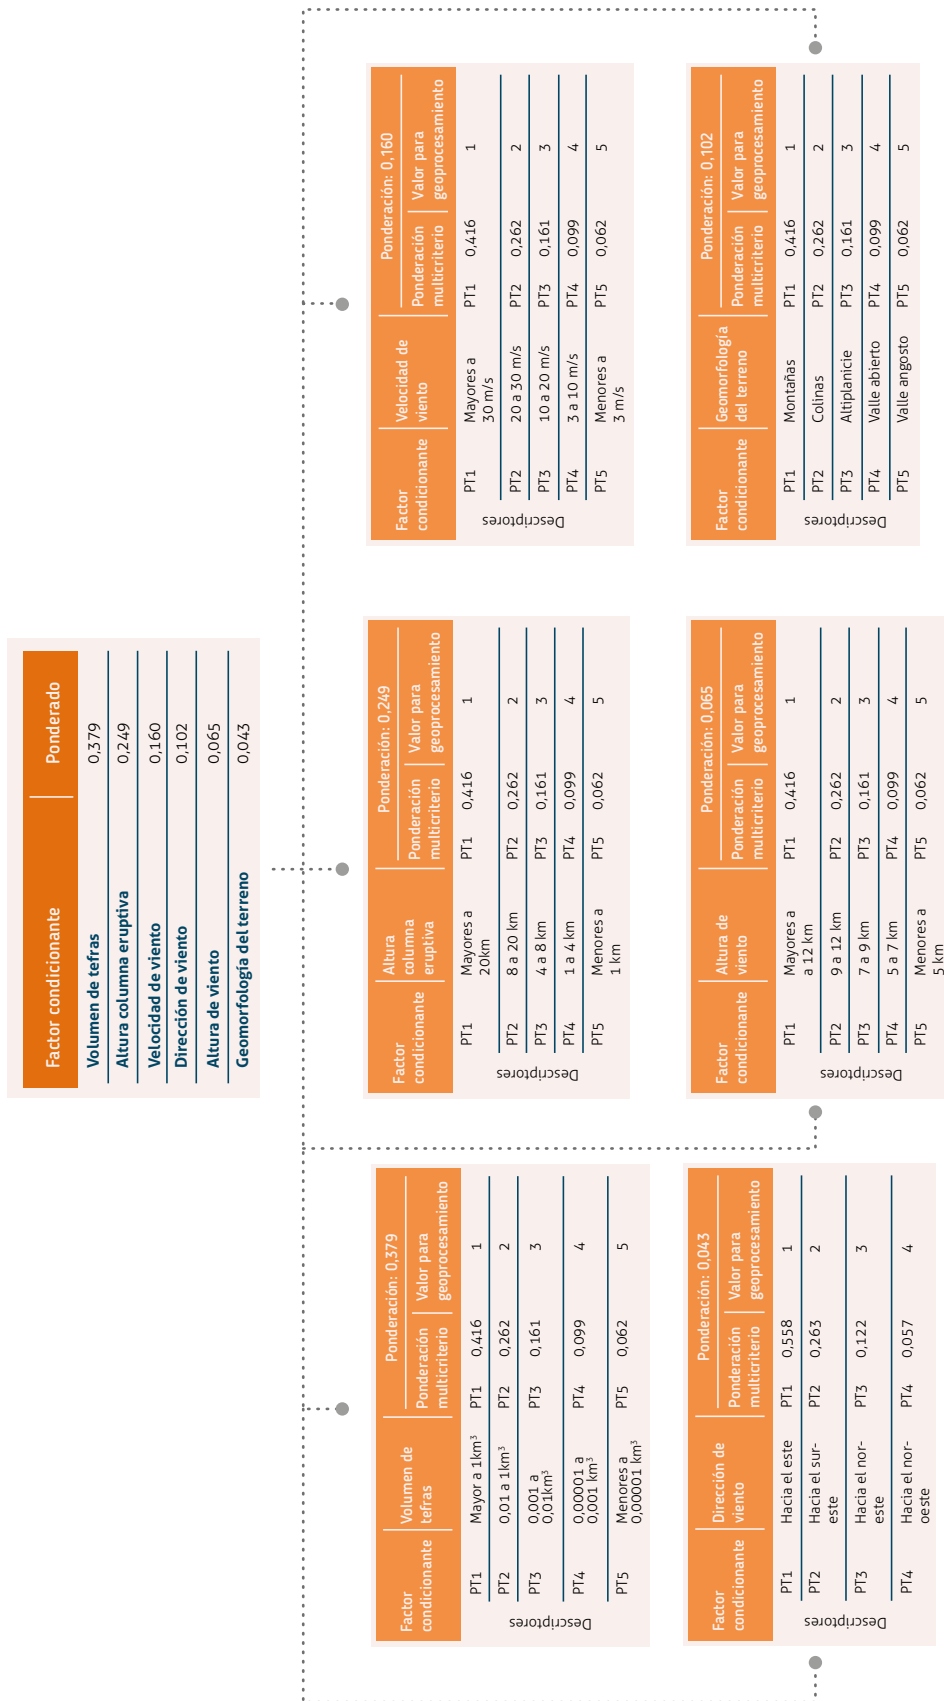 Factor condicionante Ponderado
Volumen de tefras 0,379
Altura columna eruptiva 0,249
Velocidad de viento 0,160
Dirección de viento 0,102
Altura de viento 0,065
Geomorfología del terreno 0,043
Factor condicionante Volumen de tefras Ponderación: 0,379
Ponderación multicriterio Valor para geoprocesamiento
Descriptores
PT1 Mayor a 1km³ PT1 0,416 1
PT2 0,01 a 1km³ PT2 0,262 2
PT3 0,001 a 0,01km³ PT3 0,161 3
PT4 0,00001 a 0,001 km³ PT4 0,099 4
PT5 Menores a 0,00001 km³ PT5 0,062 5
Factor condicionante Altura columna eruptiva Ponderación: 0,249
Ponderación multicriterio Valor para geoprocesamiento
Descriptores
PT1 Mayores a 20km PT1 0,416 1
PT2 8 a 20 km PT2 0,262 2
PT3 4 a 8 km PT3 0,161 3
PT4 1 a 4 km PT4 0,099 4
PT5 Menores a 1 km PT5 0,062 5
Factor condicionante Velocidad de viento Ponderación: 0,160
Ponderación multicriterio Valor para geoprocesamiento
Descriptores
PT1 Mayores a 30 m/s PT1 0,416 1
PT2 20 a 30 m/s PT2 0,262 2
PT3 10 a 20 m/s PT3 0,161 3
PT4 3 a 10 m/s PT4 0,099 4
PT5 Menores a 3 m/s PT5 0,062 5
Factor condicionante Dirección de viento Ponderación: 0,043
Ponderación multicriterio Valor para geoprocesamiento
Descriptores
PT1 Hacia el este PT1 0,558 1
PT2 Hacia el sur-este PT2 0,263 2
PT3 Hacia el nor-este PT3 0,122 3
PT4 Hacia el nor-oeste PT4 0,057 4
Factor condicionante Altura de viento Ponderación: 0,065
Ponderación multicriterio Valor para geoprocesamiento
Descriptores
PT1 Mayores a a 12 km PT1 0,416 1
PT2 9 a 12 km PT2 0,262 2
PT3 7 a 9 km PT3 0,161 3
PT4 5 a 7 km PT4 0,099 4
PT5 Menores a 5 km PT5 0,062 5
Factor condicionante Geomorfología del terreno Ponderación: 0,102
Ponderación multicriterio Valor para geoprocesamiento
Descriptores
PT1 Montañas PT1 0,416 1
PT2 Colinas PT2 0,262 2
PT3 Altiplanicie PT3 0,161 3
PT4 Valle abierto PT4 0,099 4
PT5 Valle angosto PT5 0,062 5